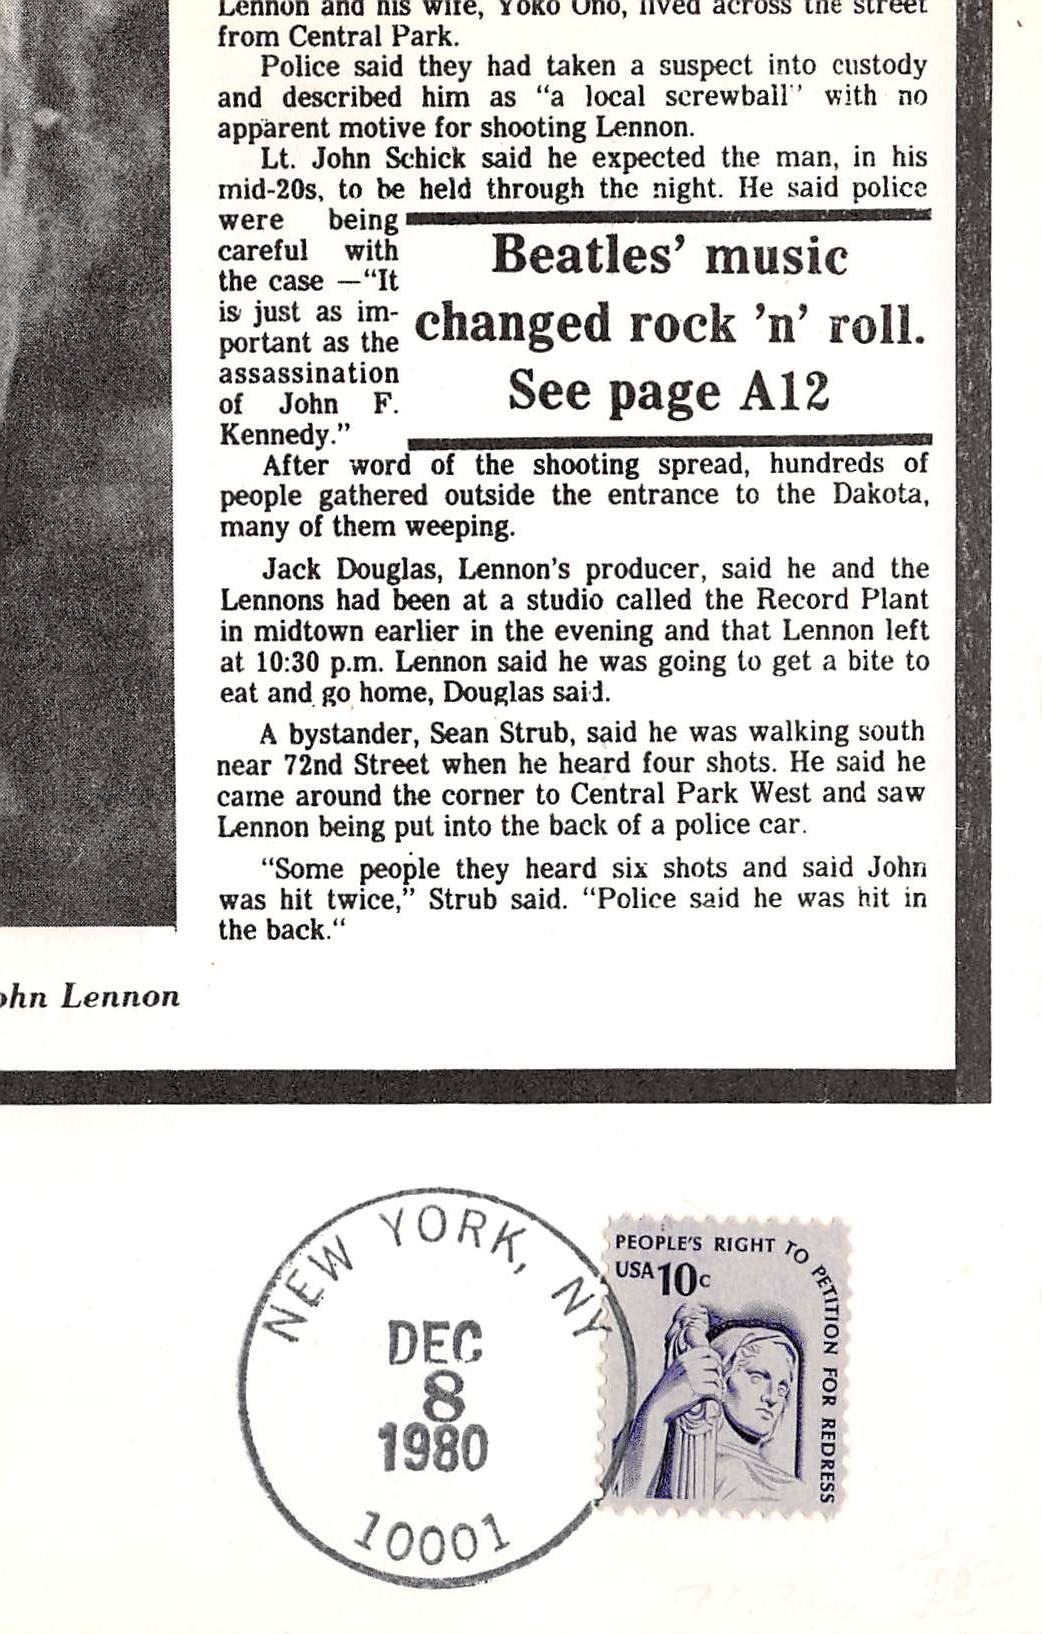 Lennon and his wife, Yoko Ono, lived across the street
from Central Park.
Police said they had taken a suspect into custody
and described him as “a local screwball” with no
apparent motive for shooting Lennon.
Lt. John Schick said he expected the man, in his
mid-20s, to be held through the night. He said police
were being
careful with
the case —“It
is just as im-
portant as the
assassination
of John F.
Kennedy.”
Beatles’ music
changed rock ’n’ roll.
See page A12
After word of the shooting spread, hundreds of
people gathered outside the entrance to the Dakota,
many of them weeping.
Jack Douglas, Lennon’s producer, said he and the
Lennons had been at a studio called the Record Plant
in midtown earlier in the evening and that Lennon left
at 10:30 p.m. Lennon said he was going to get a bite to
eat and go home, Douglas said.
A bystander, Sean Strub, said he was walking south
near 72nd Street when he heard four shots. He said he
came around the corner to Central Park West and saw
Lennon being put into the back of a police car.
“Some people they heard six shots and said John
was hit twice,” Strub said. “Police said he was hit in
the back.“
ohn Lennon
NEW YORK, NY
DEC
8
1980
10001
PEOPLE'S RIGHT TO PETITION FOR REDRESS
USA 10c